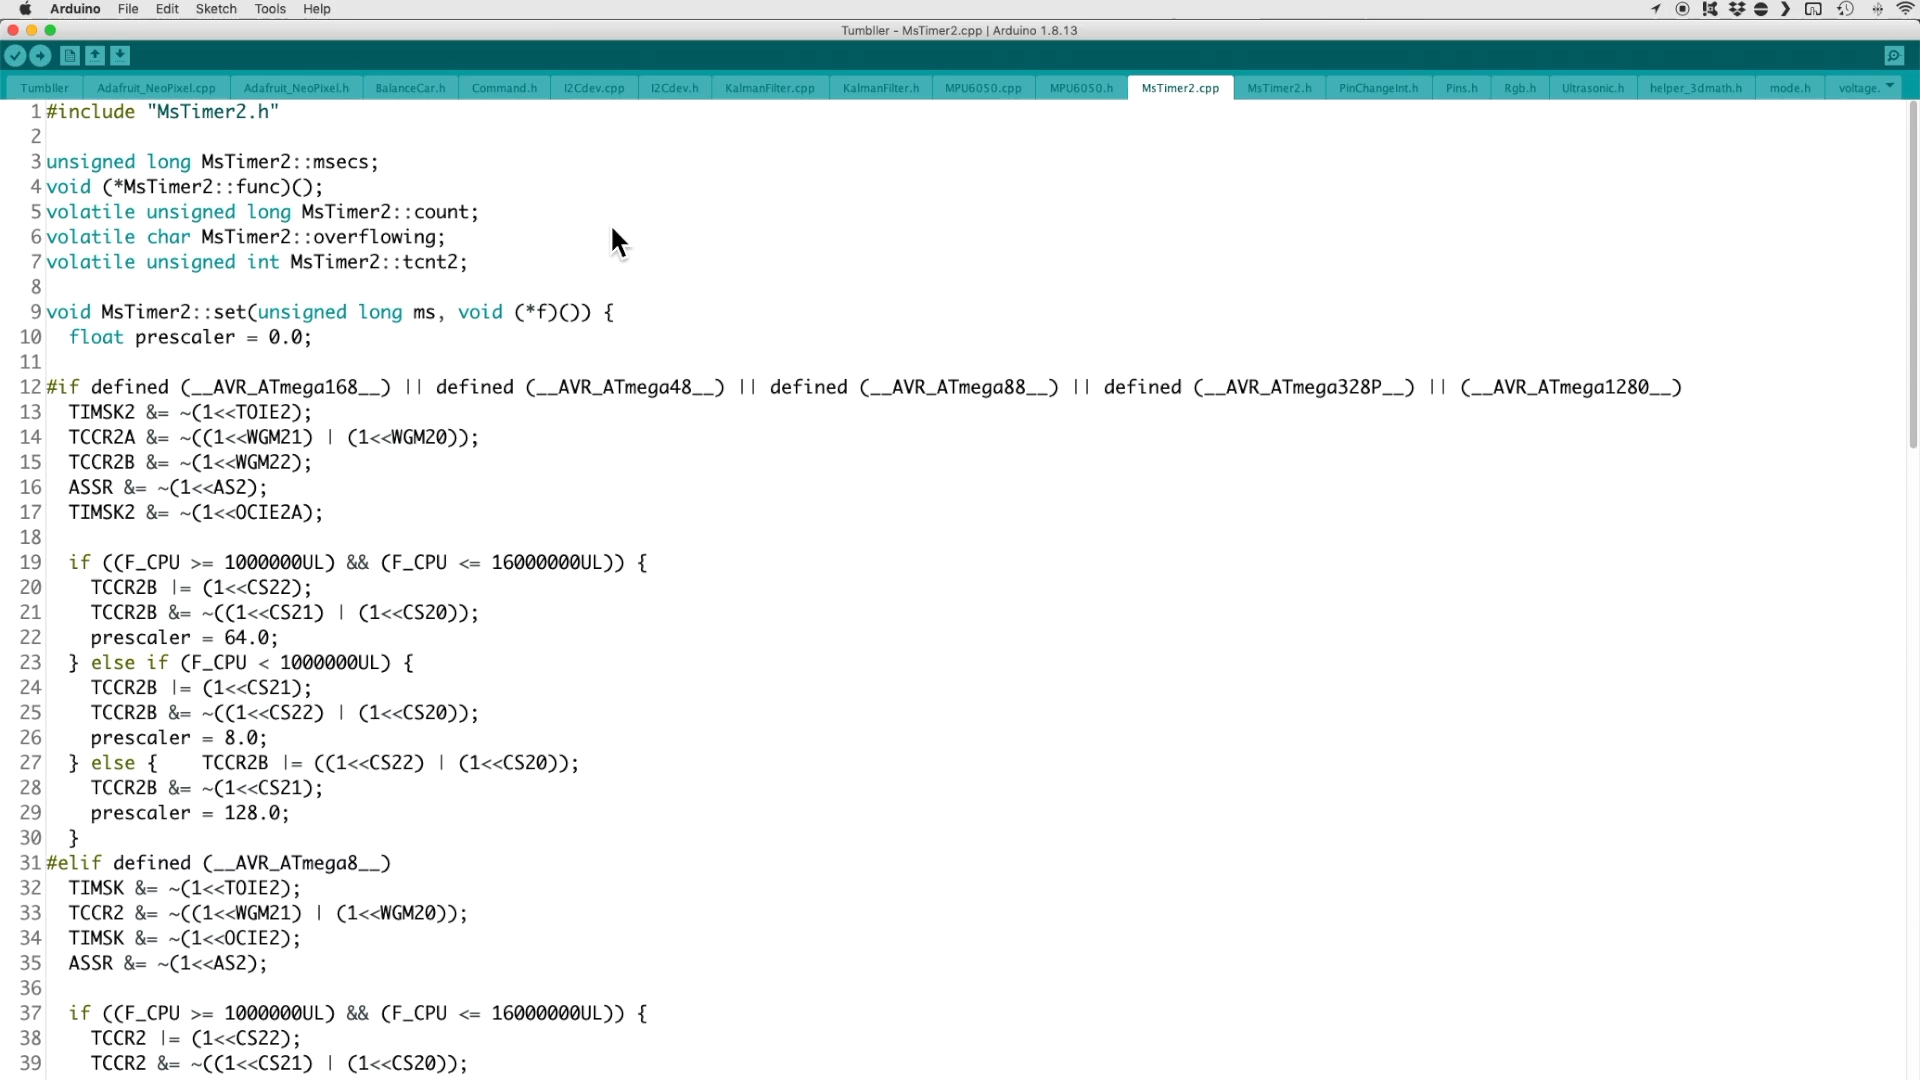 Arduino File Edit Sketch Tools Help
Tumbller - MsTimer2.cpp | Arduino 1.8.13
Tumbller Adafruit_NeoPixel.cpp Adafruit_NeoPixel.h BalanceCar.h Command.h I2Cdev.cpp I2Cdev.h KalmanFilter.cpp KalmanFilter.h MPU6050.cpp MPU6050.h MsTimer2.cpp MsTimer2.h PinChangeInt.h Pins.h Rgb.h Ultrasonic.h helper_3dmath.h mode.h voltage.
1 #include "MsTimer2.h"
2
3 unsigned long MsTimer2::msecs;
4 void (*MsTimer2::func)();
5 volatile unsigned long MsTimer2::count;
6 volatile char MsTimer2::overflowing;
7 volatile unsigned int MsTimer2::tcnt2;
8
9 void MsTimer2::set(unsigned long ms, void (*f)()) {
10 float prescaler = 0.0;
11
12 #if defined (__AVR_ATmega168__) || defined (__AVR_ATmega48__) || defined (__AVR_ATmega88__) || defined (__AVR_ATmega328P__) || (__AVR_ATmega1280__)
13 TIMSK2 &= ~(1<<TOIE2);
14 TCCR2A &= ~((1<<WGM21) | (1<<WGM20));
15 TCCR2B &= ~(1<<WGM22);
16 ASSR &= ~(1<<AS2);
17 TIMSK2 &= ~(1<<OCIE2A);
18
19 if ((F_CPU >= 1000000UL) && (F_CPU <= 16000000UL)) {
20 TCCR2B |= (1<<CS22);
21 TCCR2B &= ~((1<<CS21) | (1<<CS20));
22 prescaler = 64.0;
23 } else if (F_CPU < 1000000UL) {
24 TCCR2B |= (1<<CS21);
25 TCCR2B &= ~((1<<CS22) | (1<<CS20));
26 prescaler = 8.0;
27 } else { TCCR2B |= ((1<<CS22) | (1<<CS20));
28 TCCR2B &= ~(1<<CS21);
29 prescaler = 128.0;
30 }
31 #elif defined (__AVR_ATmega8__)
32 TIMSK &= ~(1<<TOIE2);
33 TCCR2 &= ~((1<<WGM21) | (1<<WGM20));
34 TIMSK &= ~(1<<OCIE2);
35 ASSR &= ~(1<<AS2);
36
37 if ((F_CPU >= 1000000UL) && (F_CPU <= 16000000UL)) {
38 TCCR2 |= (1<<CS22);
39 TCCR2 &= ~((1<<CS21) | (1<<CS20));